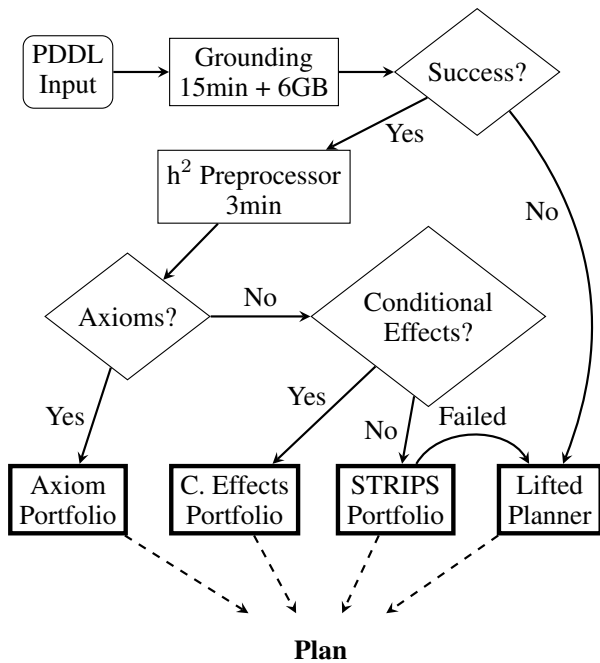 PDDL
Input
Grounding
15min + 6GB
Success?
Yes
No
h² Preprocessor
3min
Axioms?
No
Conditional
Effects?
Yes
Yes
No
Failed
Axiom
Portfolio
C. Effects
Portfolio
STRIPS
Portfolio
Lifted
Planner
Plan